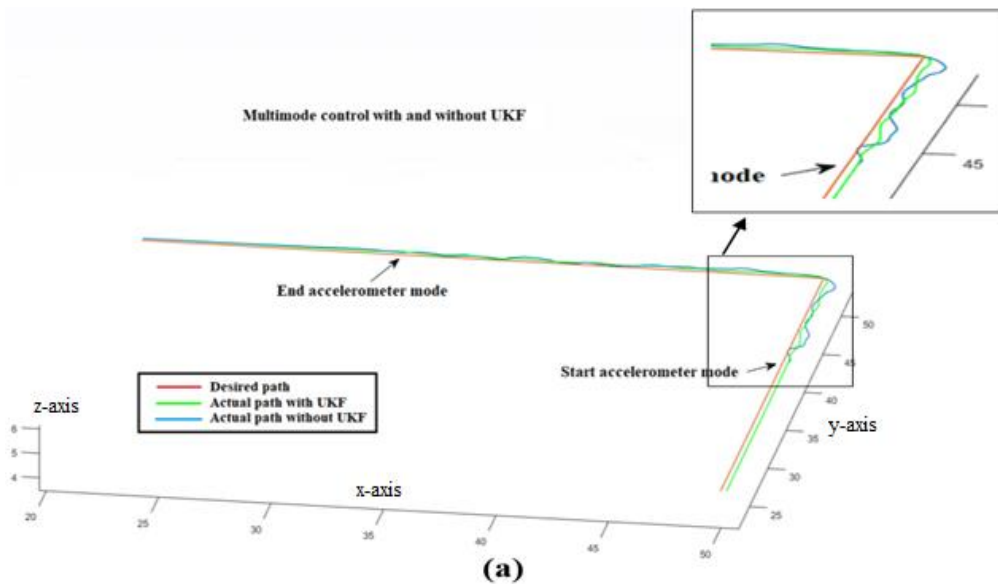 Multimode control with and without UKF
node
45
End accelerometer mode
Start accelerometer mode
Desired path
Actual path with UKF
Actual path without UKF
z-axis
6
5
4
x-axis
y-axis
20
25
30
35
40
45
50
25
30
35
40
45
50
(a)